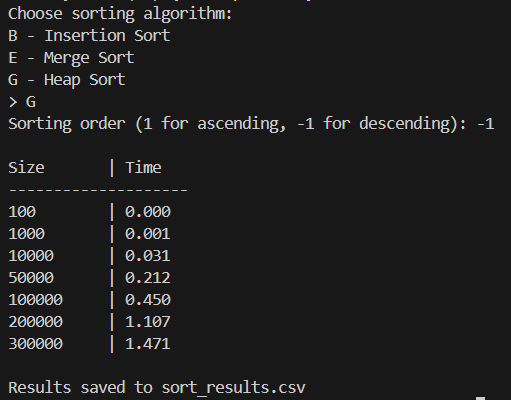 Choose sorting algorithm:
B - Insertion Sort
E - Merge Sort
G - Heap Sort
> G
Sorting order (1 for ascending, -1 for descending): -1
Size       | Time
--------------------
100        | 0.000
1000       | 0.001
10000      | 0.031
50000      | 0.212
100000     | 0.450
200000     | 1.107
300000     | 1.471
Results saved to sort_results.csv